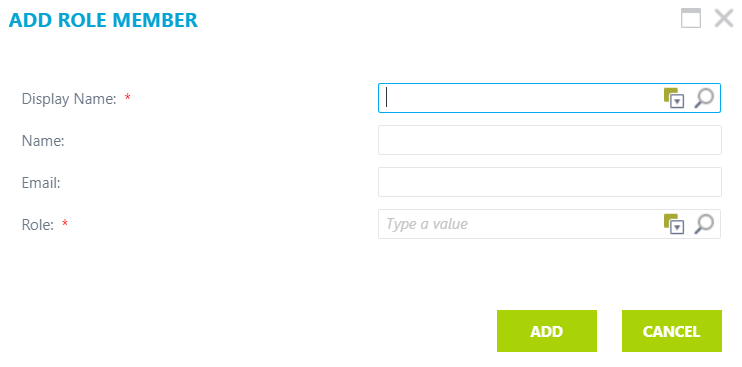 ADD ROLE MEMBER
Display Name: *
Name:
Email:
Role: * Type a value
ADD CANCEL